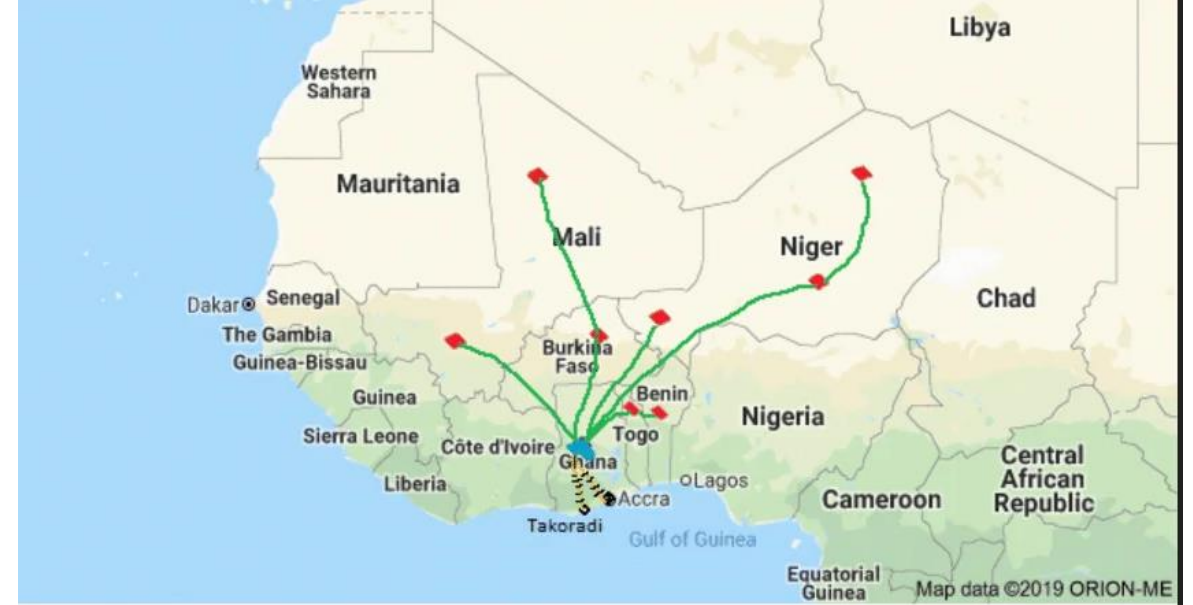 Libya
Western
Sahara
Mauritania
Mali
Niger
Chad
Dakar
Senegal
The Gambia
Guinea-Bissau
Burkina
Faso
Benin
Guinea
Nigeria
Sierra Leone
Côte d'Ivoire
Togo
Ghana
Liberia
Lagos
Accra
Central
African
Republic
Cameroon
Takoradi
Gulf of Guinea
Equatorial
Guinea
Map data ©2019 ORION-ME